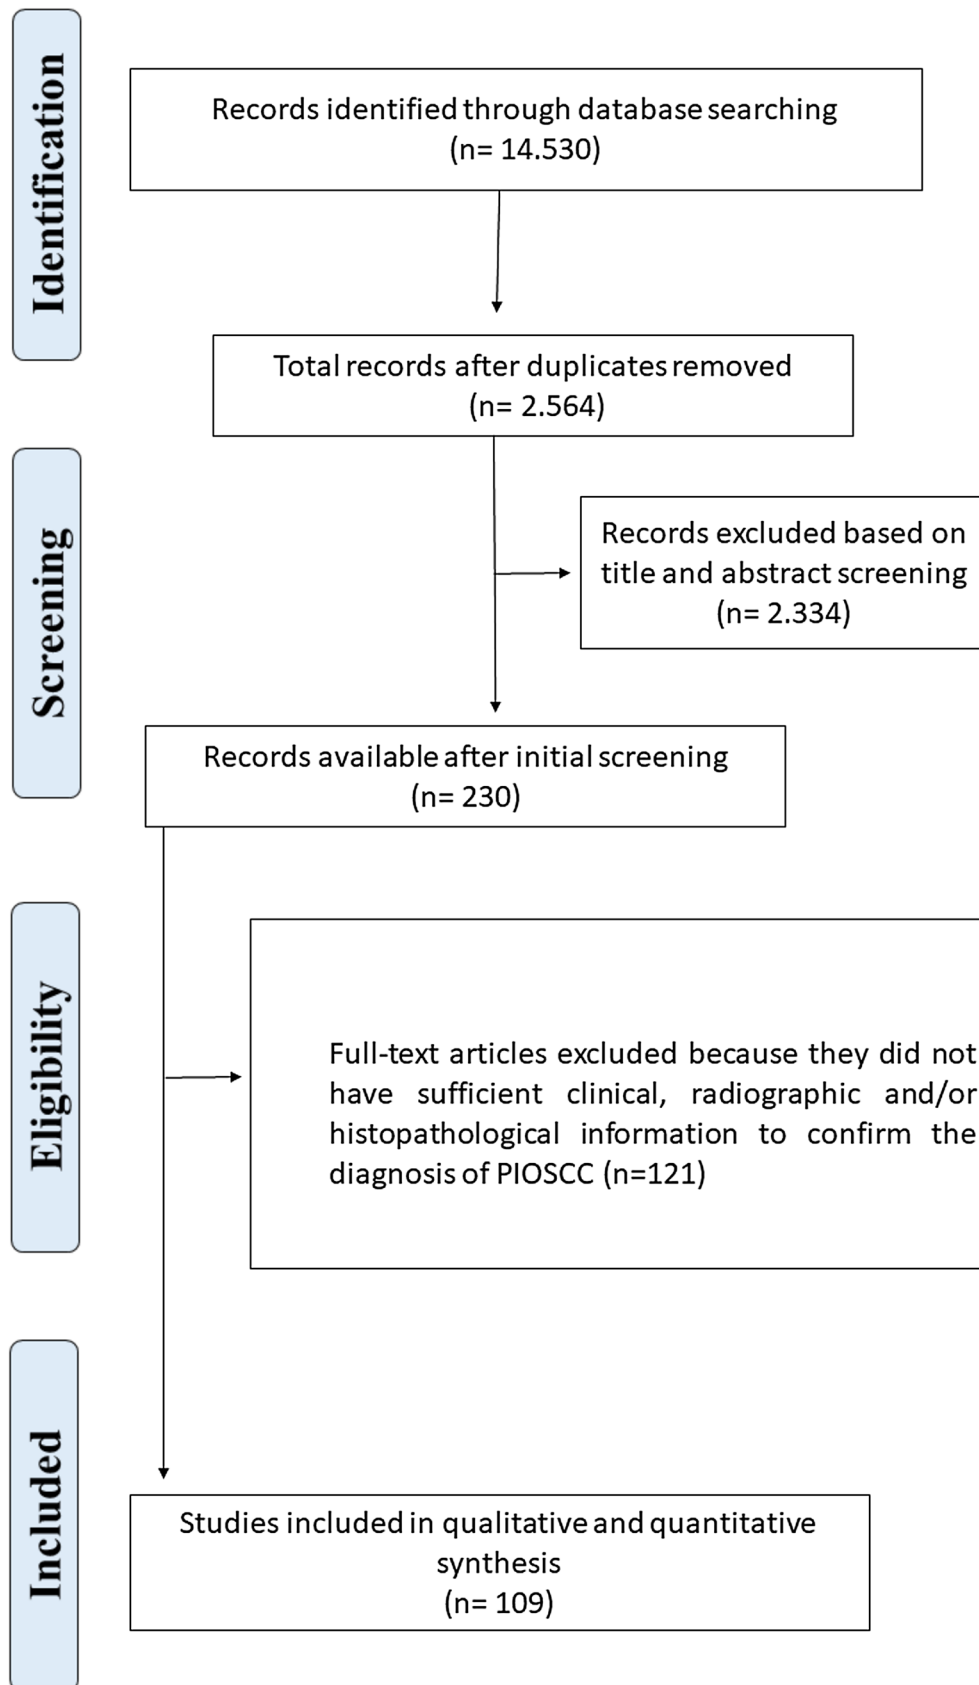 Identification
Records identified through database searching
(n= 14.530)
Total records after duplicates removed
(n= 2.564)
Screening
Records excluded based on
title and abstract screening
(n= 2.334)
Records available after initial screening
(n= 230)
Eligibility
Full-text articles excluded because they did not
have sufficient clinical, radiographic and/or
histopathological information to confirm the
diagnosis of PIOSCC (n=121)
Included
Studies included in qualitative and quantitative
synthesis
(n= 109)